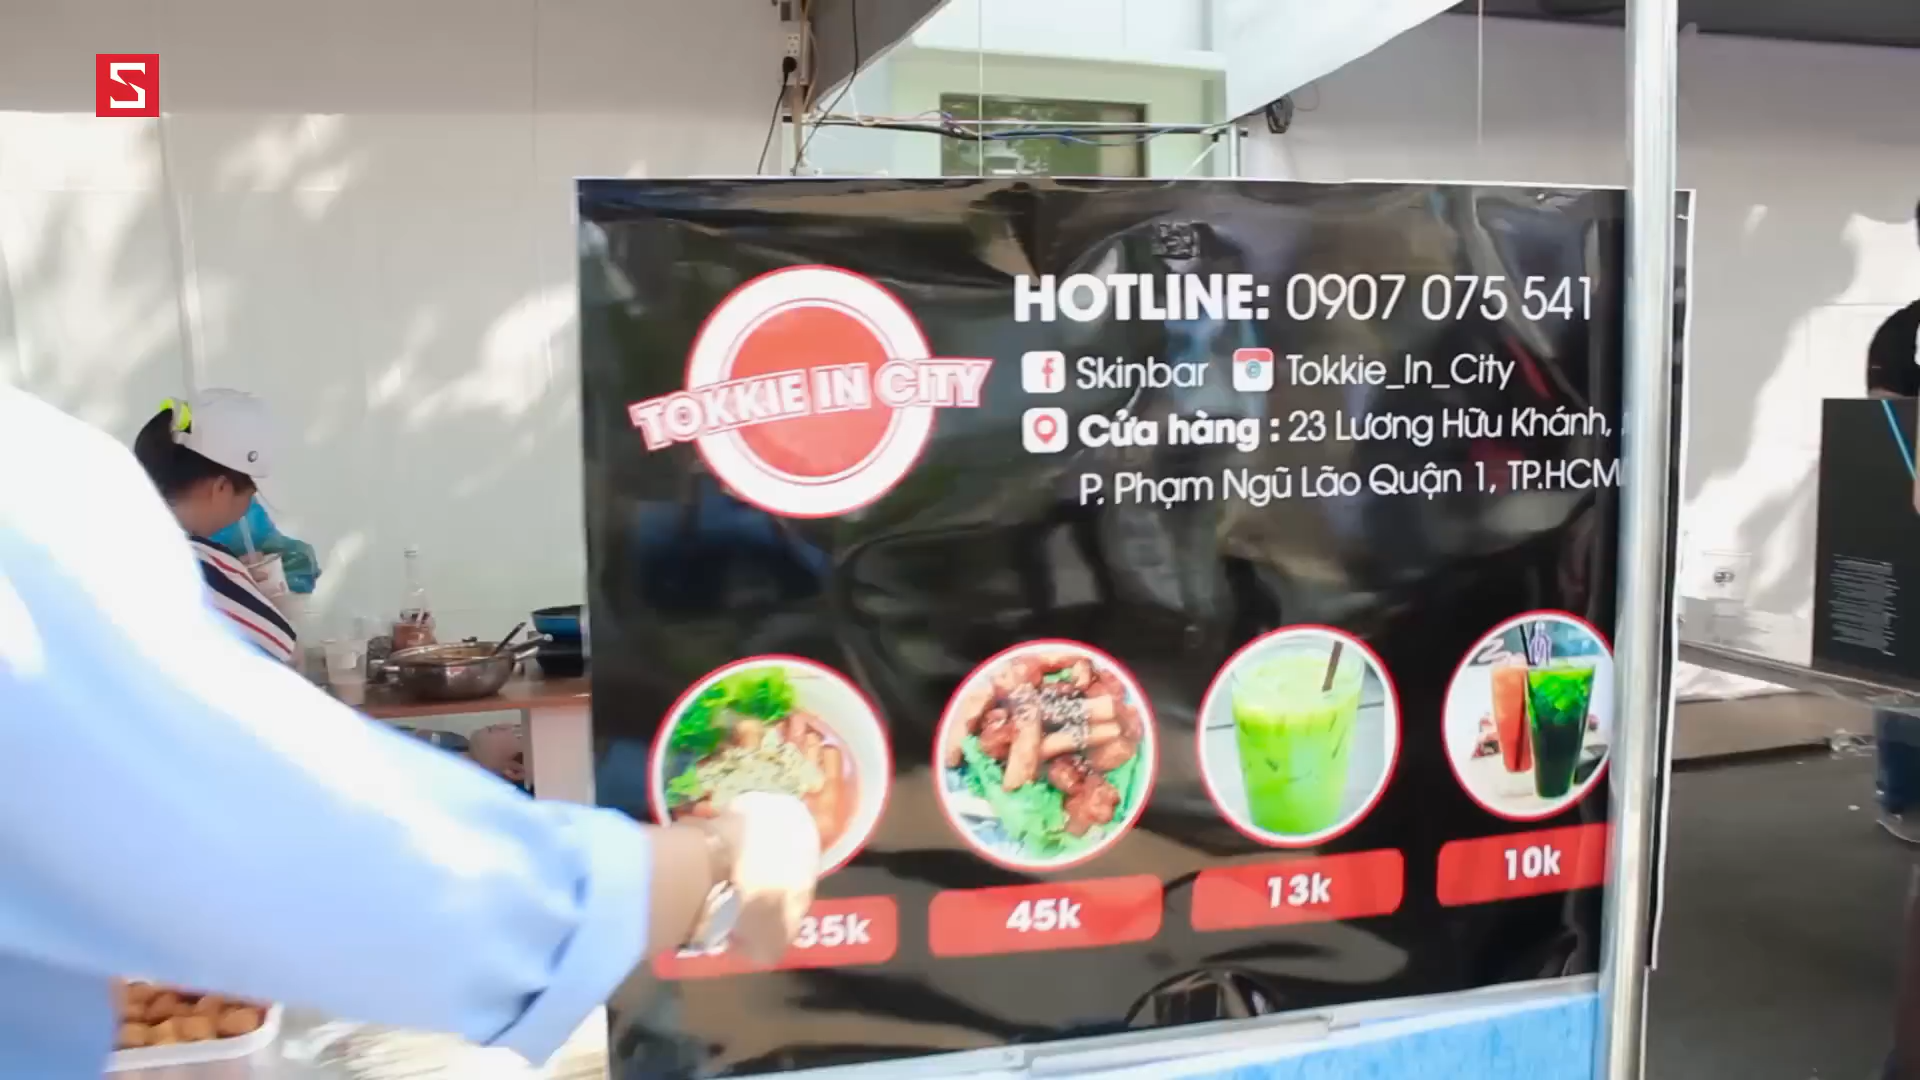 S
TOKKIE IN CITY
HOTLINE: 0907 075 541
Skinbar Tokkie_In_City
Cửa hàng : 23 Lương Hữu Khánh,
P. Phạm Ngũ Lão Quận 1, TP.HCM
35k
45k
13k
10k